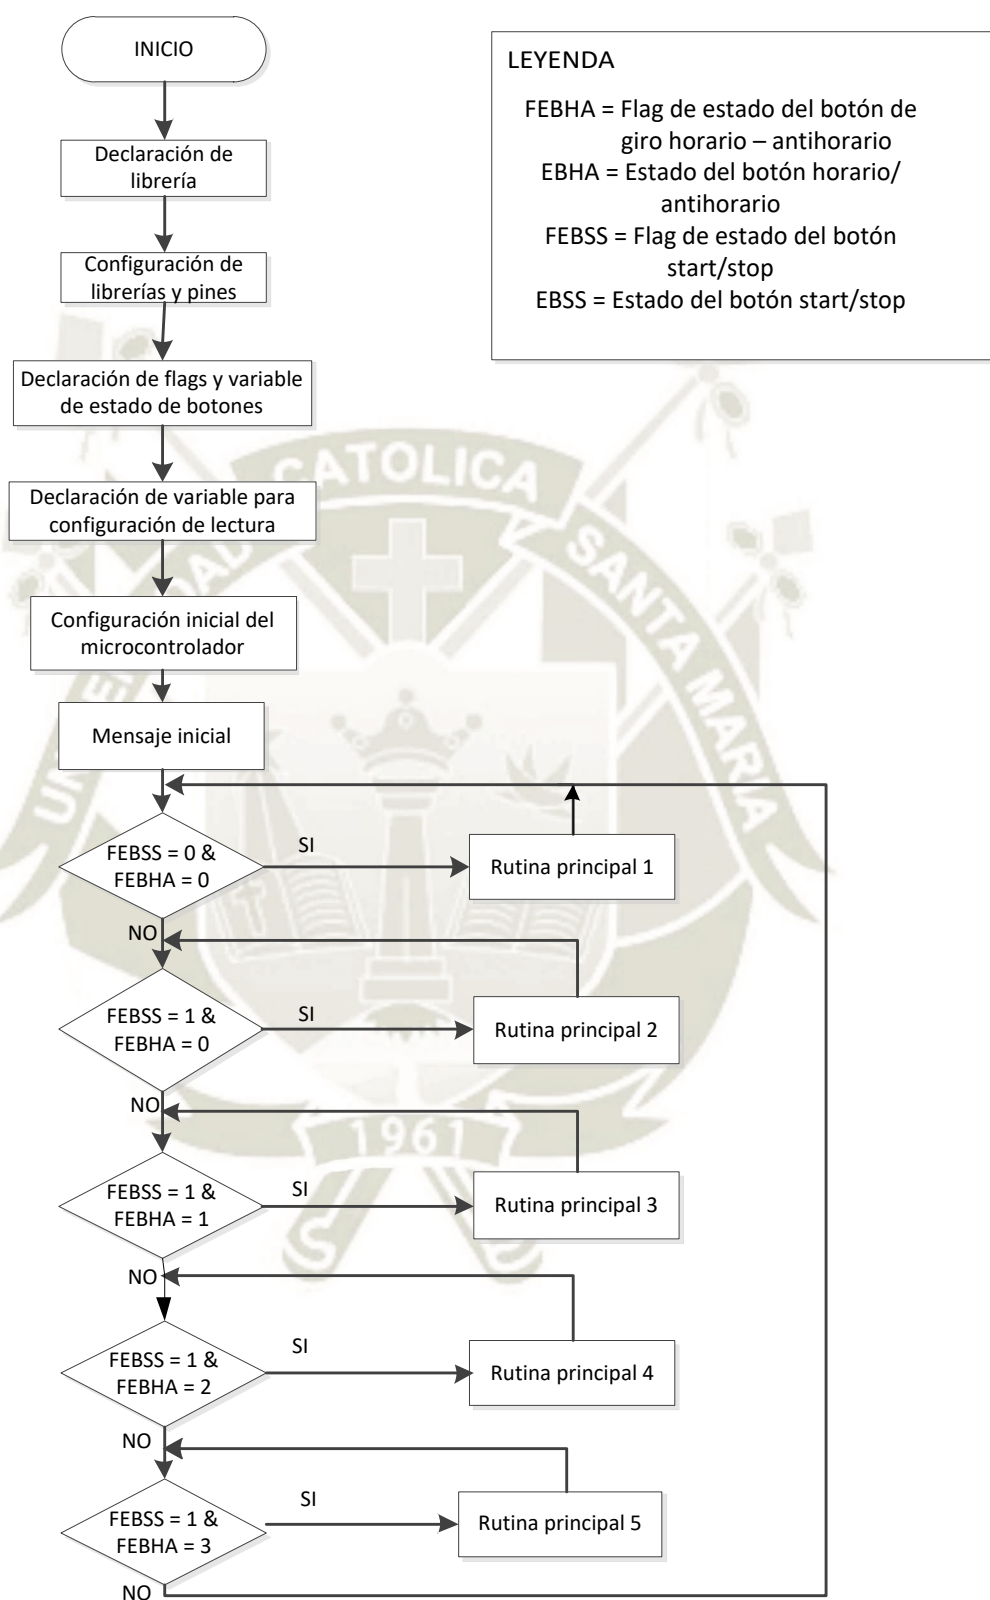 INICIO
LEYENDA
FEBHA = Flag de estado del botón de
giro horario – antihorario
EBHA = Estado del botón horario/
antihorario
FEBSS = Flag de estado del botón
start/stop
EBSS = Estado del botón start/stop
Declaración de
librería
Configuración de
librerías y pines
Declaración de flags y variable
de estado de botones
Declaración de variable para
configuración de lectura
Configuración inicial del
microcontrolador
Mensaje inicial
FEBSS = 0 &
FEBHA = 0
SI
Rutina principal 1
NO
FEBSS = 1 &
FEBHA = 0
SI
Rutina principal 2
NO
FEBSS = 1 &
FEBHA = 1
SI
Rutina principal 3
NO
FEBSS = 1 &
FEBHA = 2
SI
Rutina principal 4
NO
FEBSS = 1 &
FEBHA = 3
SI
Rutina principal 5
NO
CATOLICA
SANTA MARIA
1961